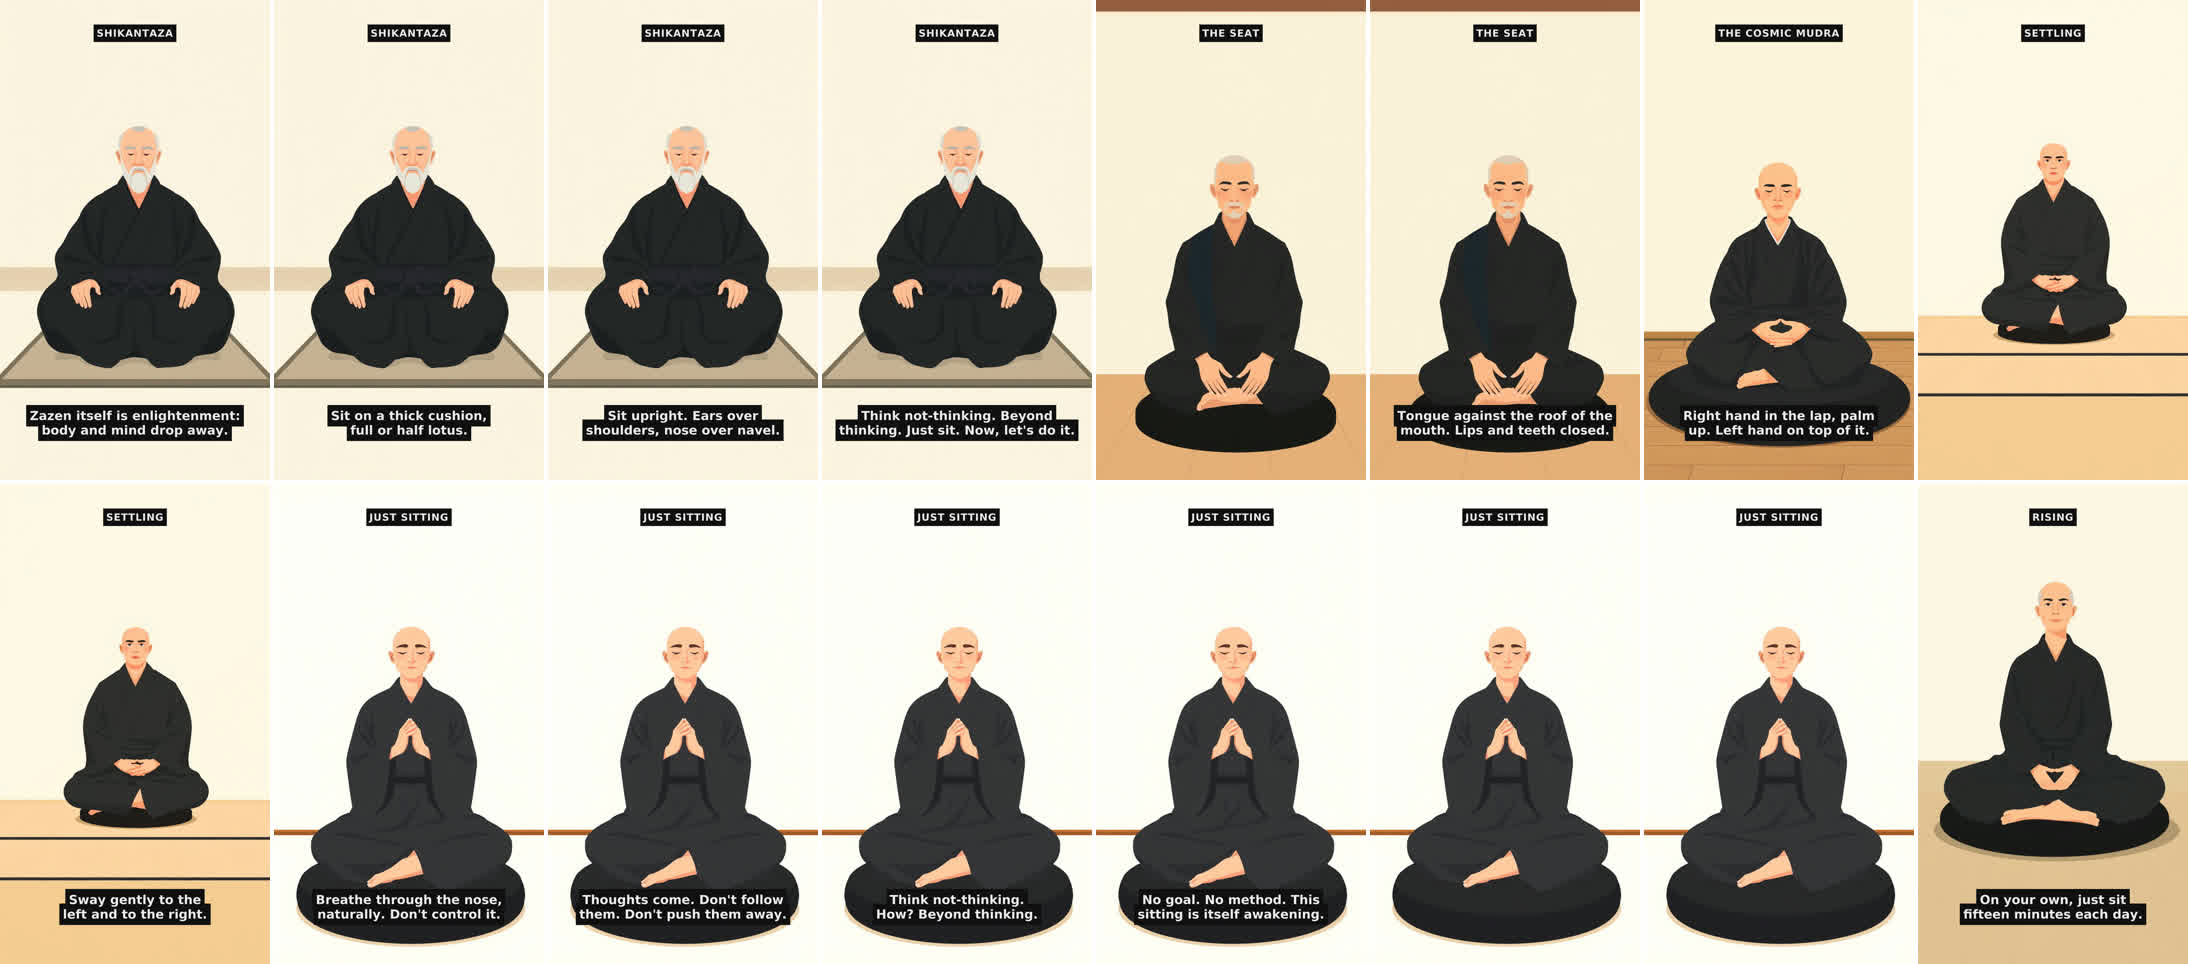 SHIKANTAZA
Zazen itself is enlightenment:
body and mind drop away.
SHIKANTAZA
Sit on a thick cushion,
full or half lotus.
SHIKANTAZA
Sit upright. Ears over
shoulders, nose over navel.
SHIKANTAZA
Think not-thinking. Beyond
thinking. Just sit. Now, let's do it.
THE SEAT
THE SEAT
Tongue against the roof of the
mouth. Lips and teeth closed.
THE COSMIC MUDRA
Right hand in the lap, palm
up. Left hand on top of it.
SETTLING
SETTLING
Sway gently to the
left and to the right.
JUST SITTING
Breathe through the nose,
naturally. Don't control it.
JUST SITTING
Thoughts come. Don't follow
them. Don't push them away.
JUST SITTING
Think not-thinking.
How? Beyond thinking.
JUST SITTING
No goal. No method. This
sitting is itself awakening.
JUST SITTING
JUST SITTING
RISING
On your own, just sit
fifteen minutes each day.